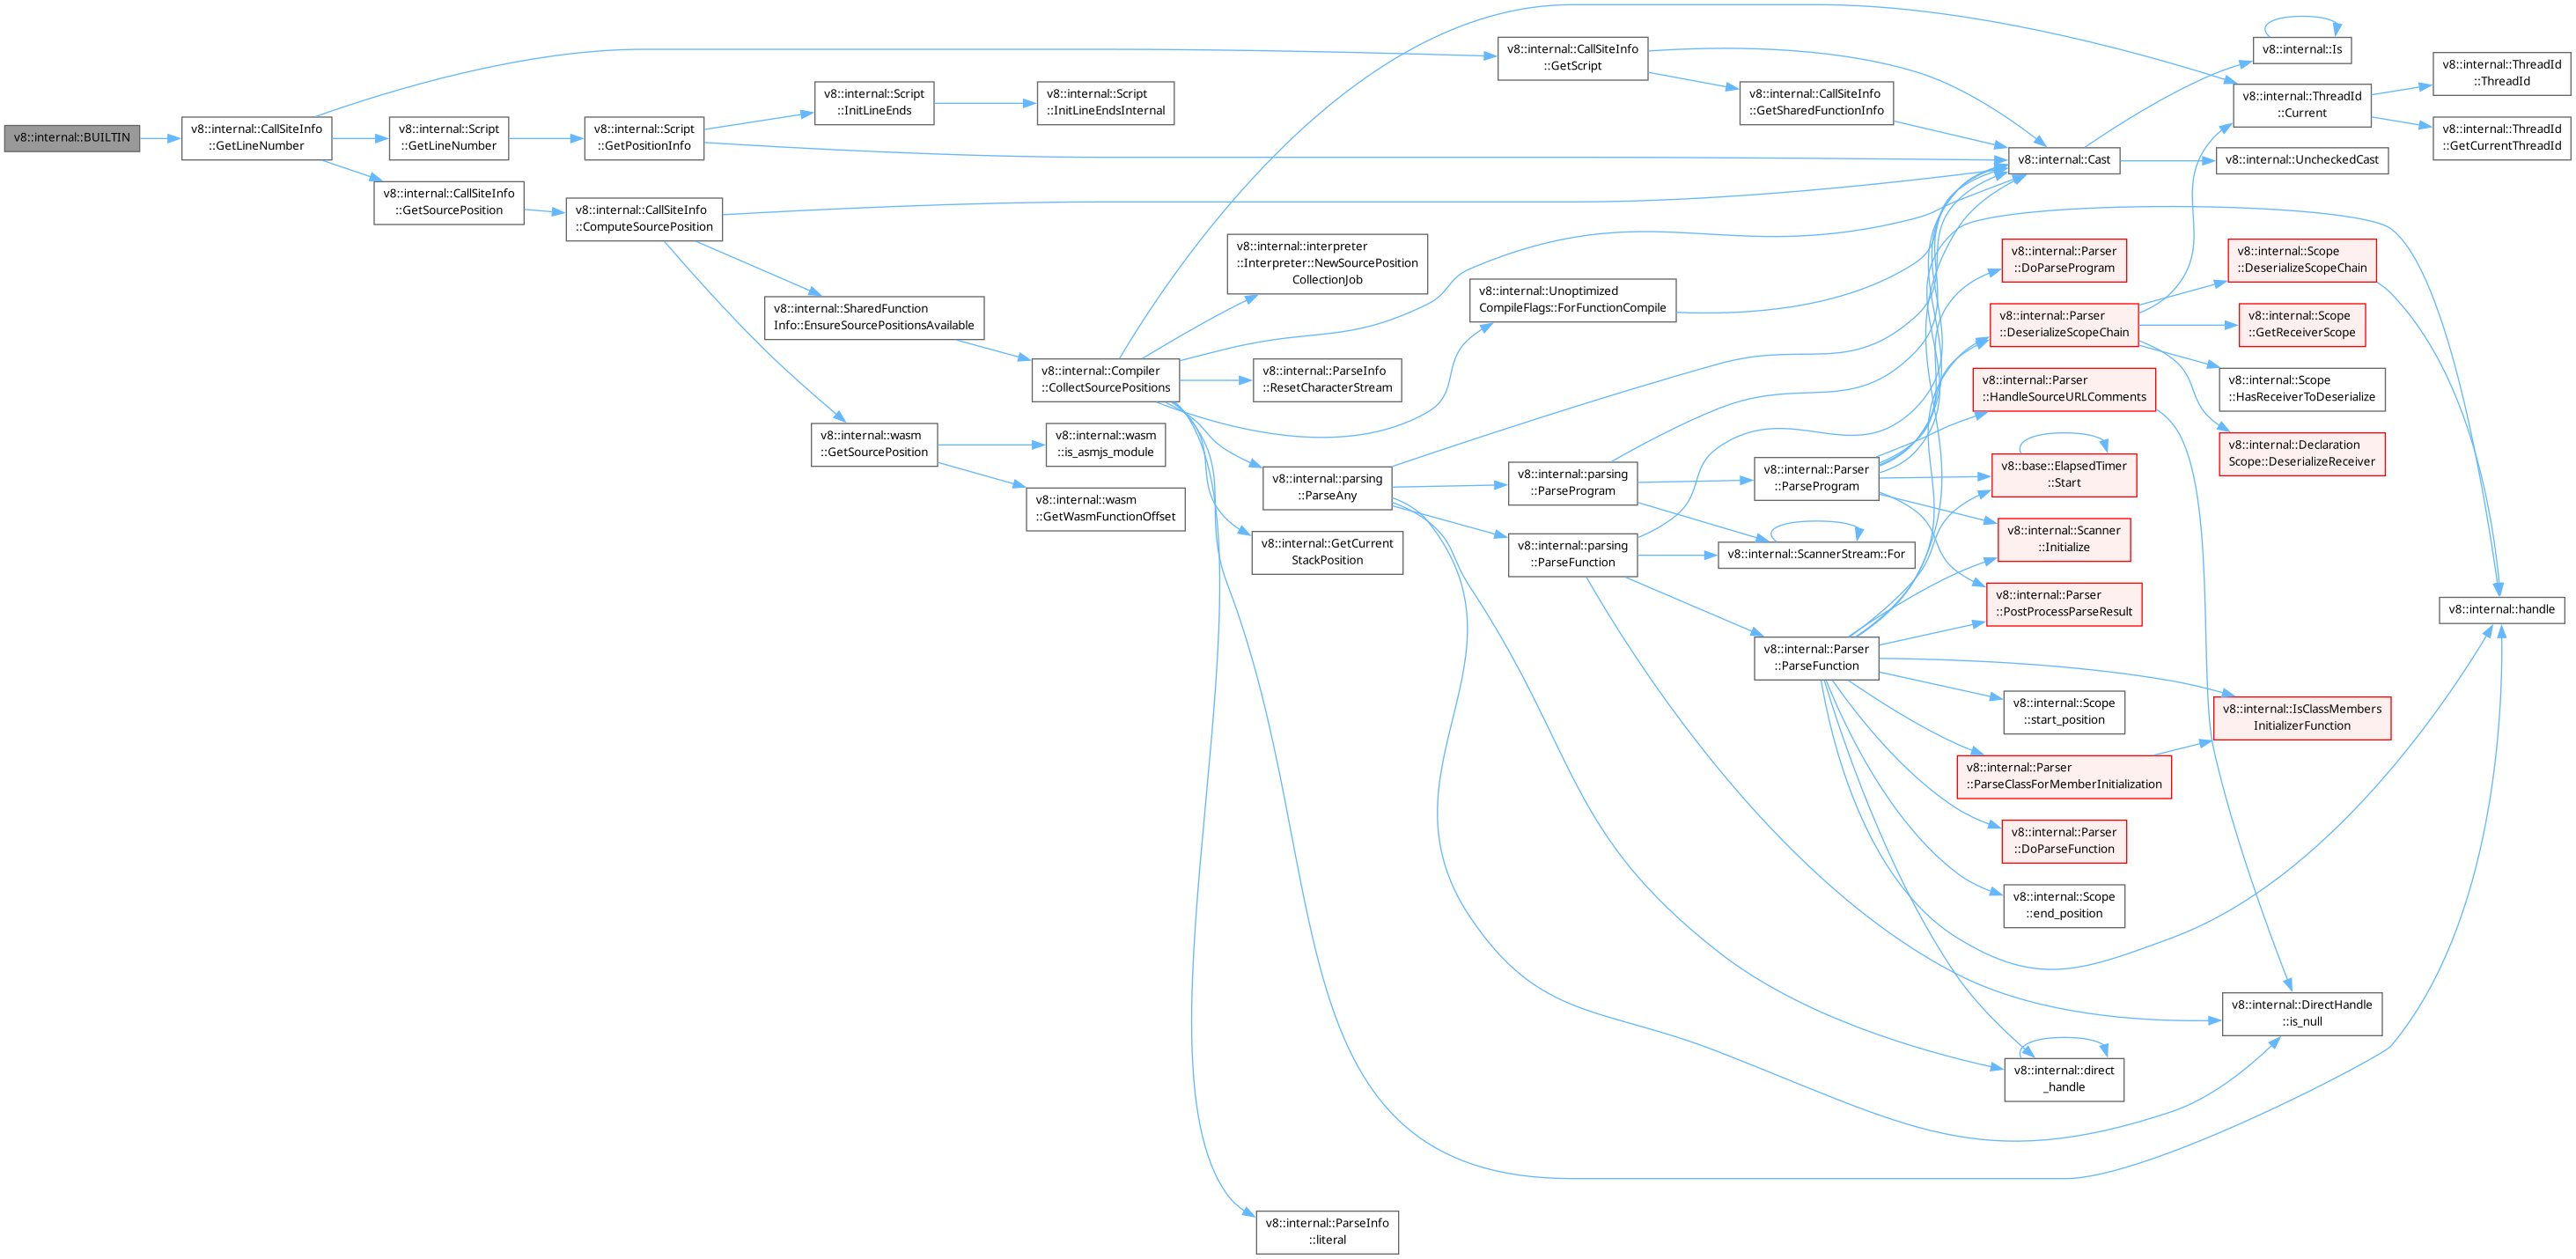 v8::internal::BUILTIN
v8::internal::CallSiteInfo
::GetLineNumber
v8::internal::Script
::GetLineNumber
v8::internal::CallSiteInfo
::GetSourcePosition
v8::internal::Script
::GetPositionInfo
v8::internal::CallSiteInfo
::ComputeSourcePosition
v8::internal::Script
::InitLineEnds
v8::internal::Script
::InitLineEndsInternal
v8::internal::SharedFunction
Info::EnsureSourcePositionsAvailable
v8::internal::wasm
::GetSourcePosition
v8::internal::Compiler
::CollectSourcePositions
v8::internal::wasm
::is_asmjs_module
v8::internal::wasm
::GetWasmFunctionOffset
v8::internal::interpreter
::Interpreter::NewSourcePosition
CollectionJob
v8::internal::ParseInfo
::ResetCharacterStream
v8::internal::parsing
::ParseAny
v8::internal::GetCurrent
StackPosition
v8::internal::ParseInfo
::literal
v8::internal::CallSiteInfo
::GetScript
v8::internal::Unoptimized
CompileFlags::ForFunctionCompile
v8::internal::parsing
::ParseProgram
v8::internal::parsing
::ParseFunction
v8::internal::CallSiteInfo
::GetSharedFunctionInfo
v8::internal::Parser
::ParseProgram
v8::internal::ScannerStream::For
v8::internal::Parser
::ParseFunction
v8::internal::Cast
v8::internal::Parser
::DoParseProgram
v8::internal::Parser
::DeserializeScopeChain
v8::internal::Parser
::HandleSourceURLComments
v8::base::ElapsedTimer
::Start
v8::internal::Scanner
::Initialize
v8::internal::Parser
::PostProcessParseResult
v8::internal::Scope
::start_position
v8::internal::Parser
::ParseClassForMemberInitialization
v8::internal::Parser
::DoParseFunction
v8::internal::Scope
::end_position
v8::internal::direct
_handle
v8::internal::Is
v8::internal::ThreadId
::Current
v8::internal::UncheckedCast
v8::internal::Scope
::DeserializeScopeChain
v8::internal::Scope
::GetReceiverScope
v8::internal::Scope
::HasReceiverToDeserialize
v8::internal::Declaration
Scope::DeserializeReceiver
v8::internal::IsClassMembers
InitializerFunction
v8::internal::DirectHandle
::is_null
v8::internal::ThreadId
::ThreadId
v8::internal::ThreadId
::GetCurrentThreadId
v8::internal::handle